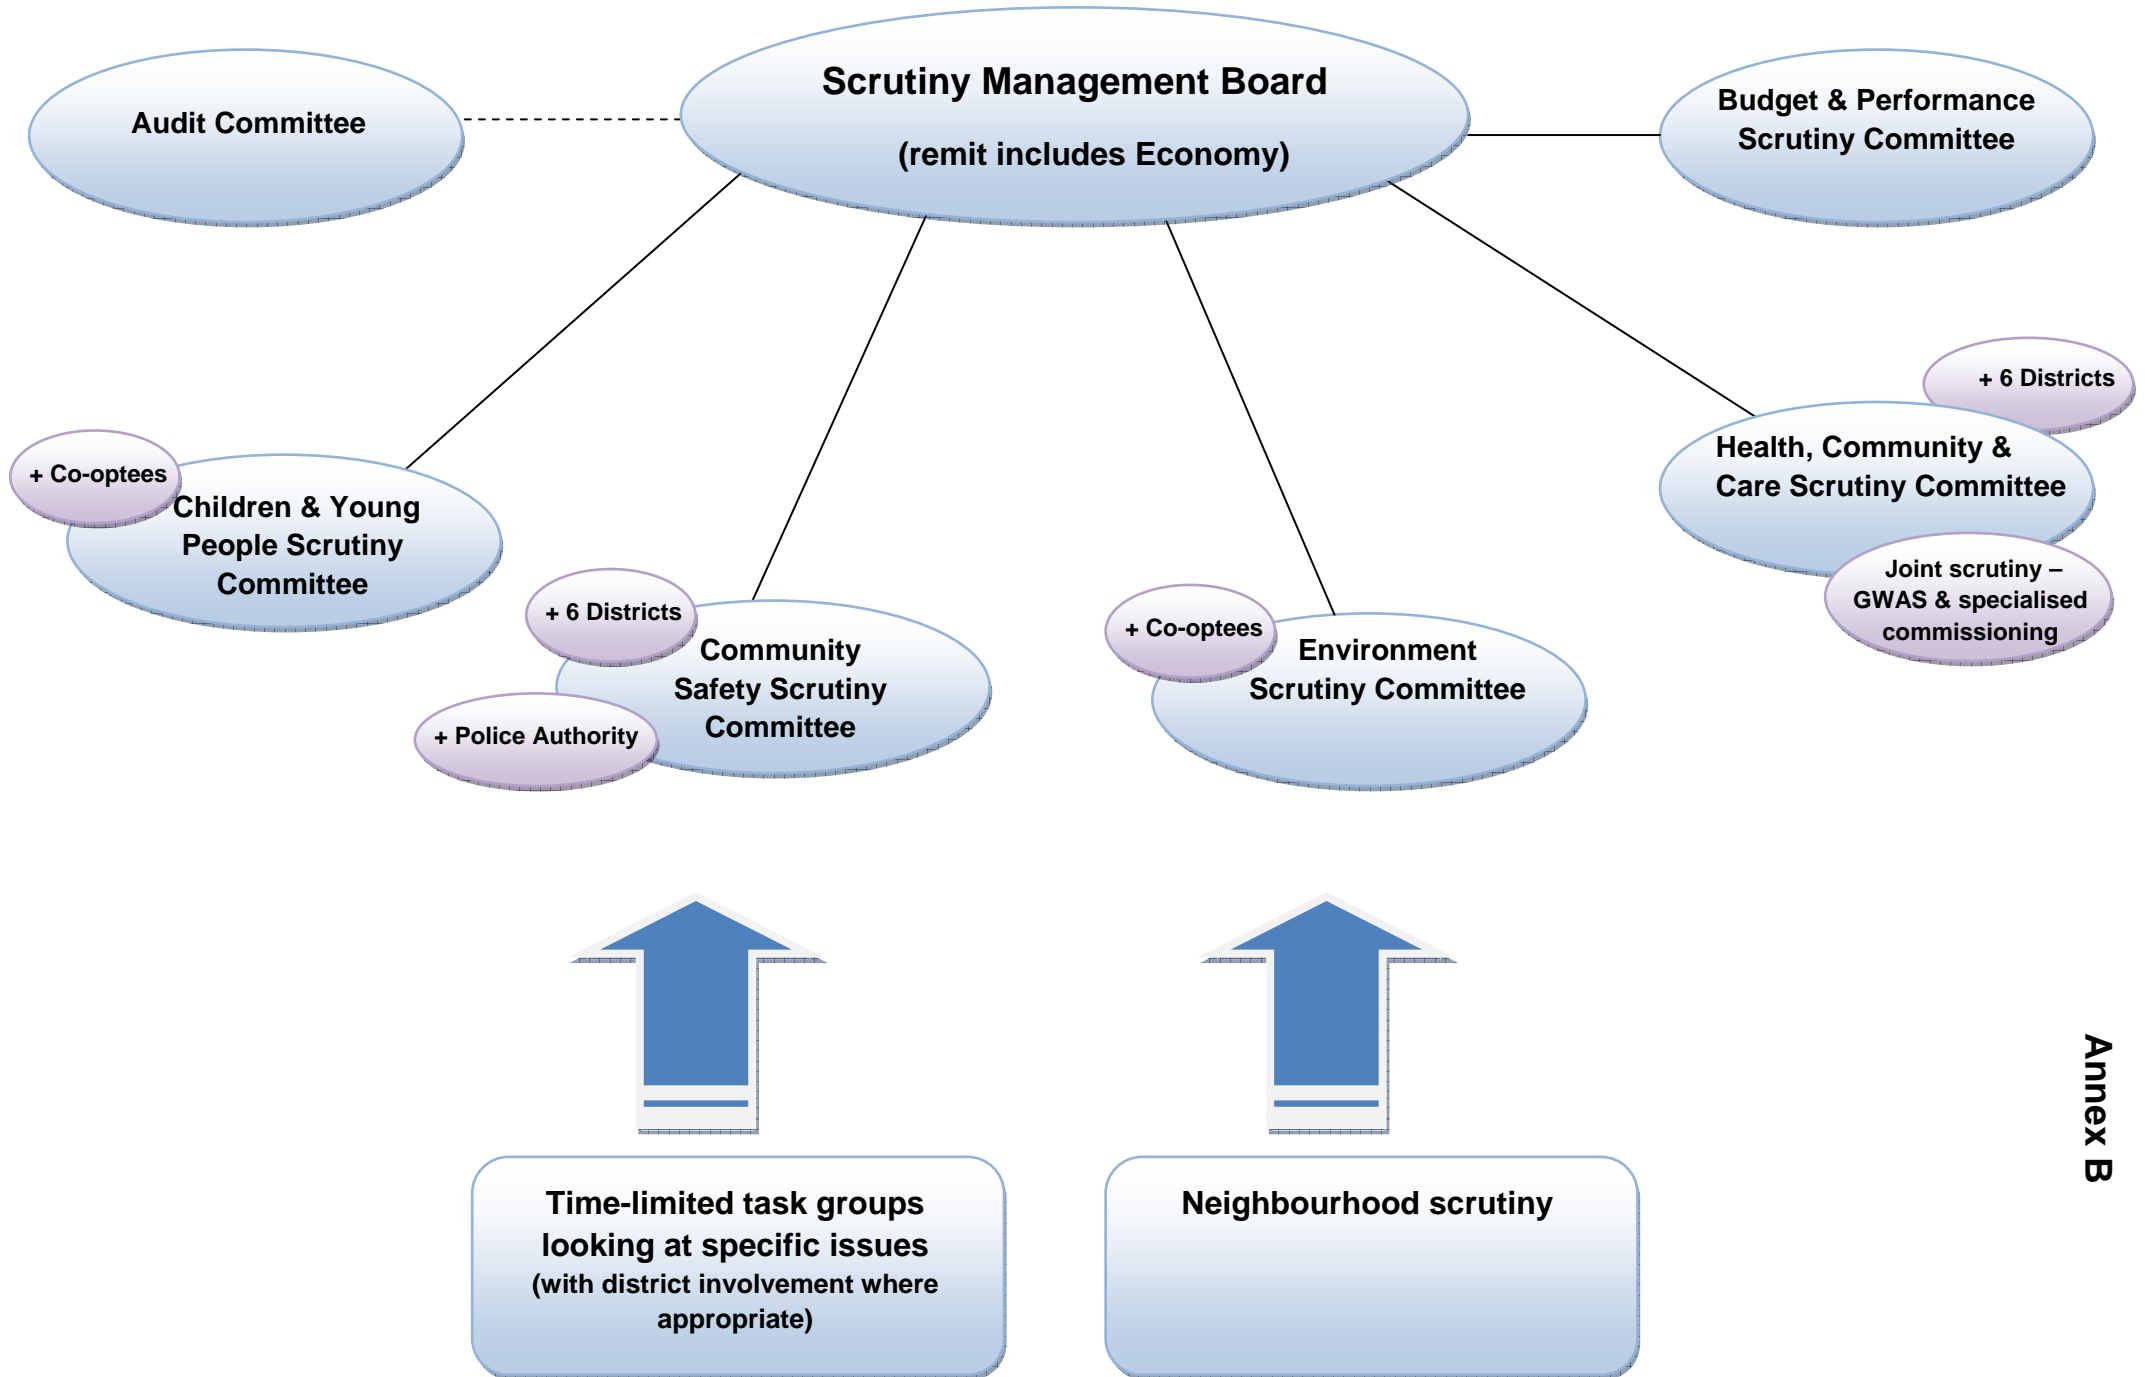 Scrutiny Management Board
(remit includes Economy)
Audit Committee
Budget & Performance
Scrutiny Committee
+ 6 Districts
Health, Community &
Care Scrutiny Committee
Joint scrutiny –
GWAS & specialised
commissioning
+ Co-optees
Children & Young
People Scrutiny
Committee
+ 6 Districts
Community
Safety Scrutiny
Committee
+ Police Authority
+ Co-optees
Environment
Scrutiny Committee
Time-limited task groups
looking at specific issues
(with district involvement where
appropriate)
Neighbourhood scrutiny
Annex B